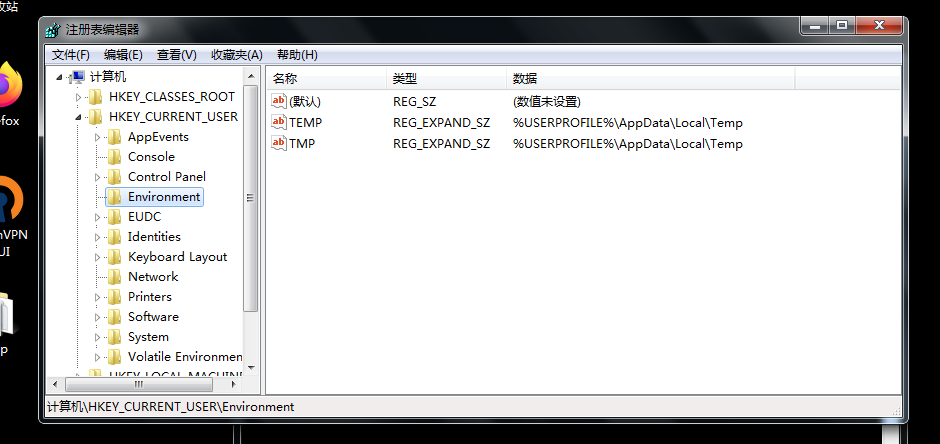 收站
注册表编辑器
文件(F) 编辑(E) 查看(V) 收藏夹(A) 帮助(H)
计算机
HKEY_CLASSES_ROOT
HKEY_CURRENT_USER
AppEvents
Console
Control Panel
Environment
EUDC
Identities
Keyboard Layout
Network
Printers
Software
System
Volatile Environmen
HKEY_LOCAL_MACHINE
名称 类型 数据
ab (默认) REG_SZ (数值未设置)
ab TEMP REG_EXPAND_SZ %USERPROFILE%\AppData\Local\Temp
ab TMP REG_EXPAND_SZ %USERPROFILE%\AppData\Local\Temp
计算机\HKEY_CURRENT_USER\Environment
efox
nVPN
UI
p